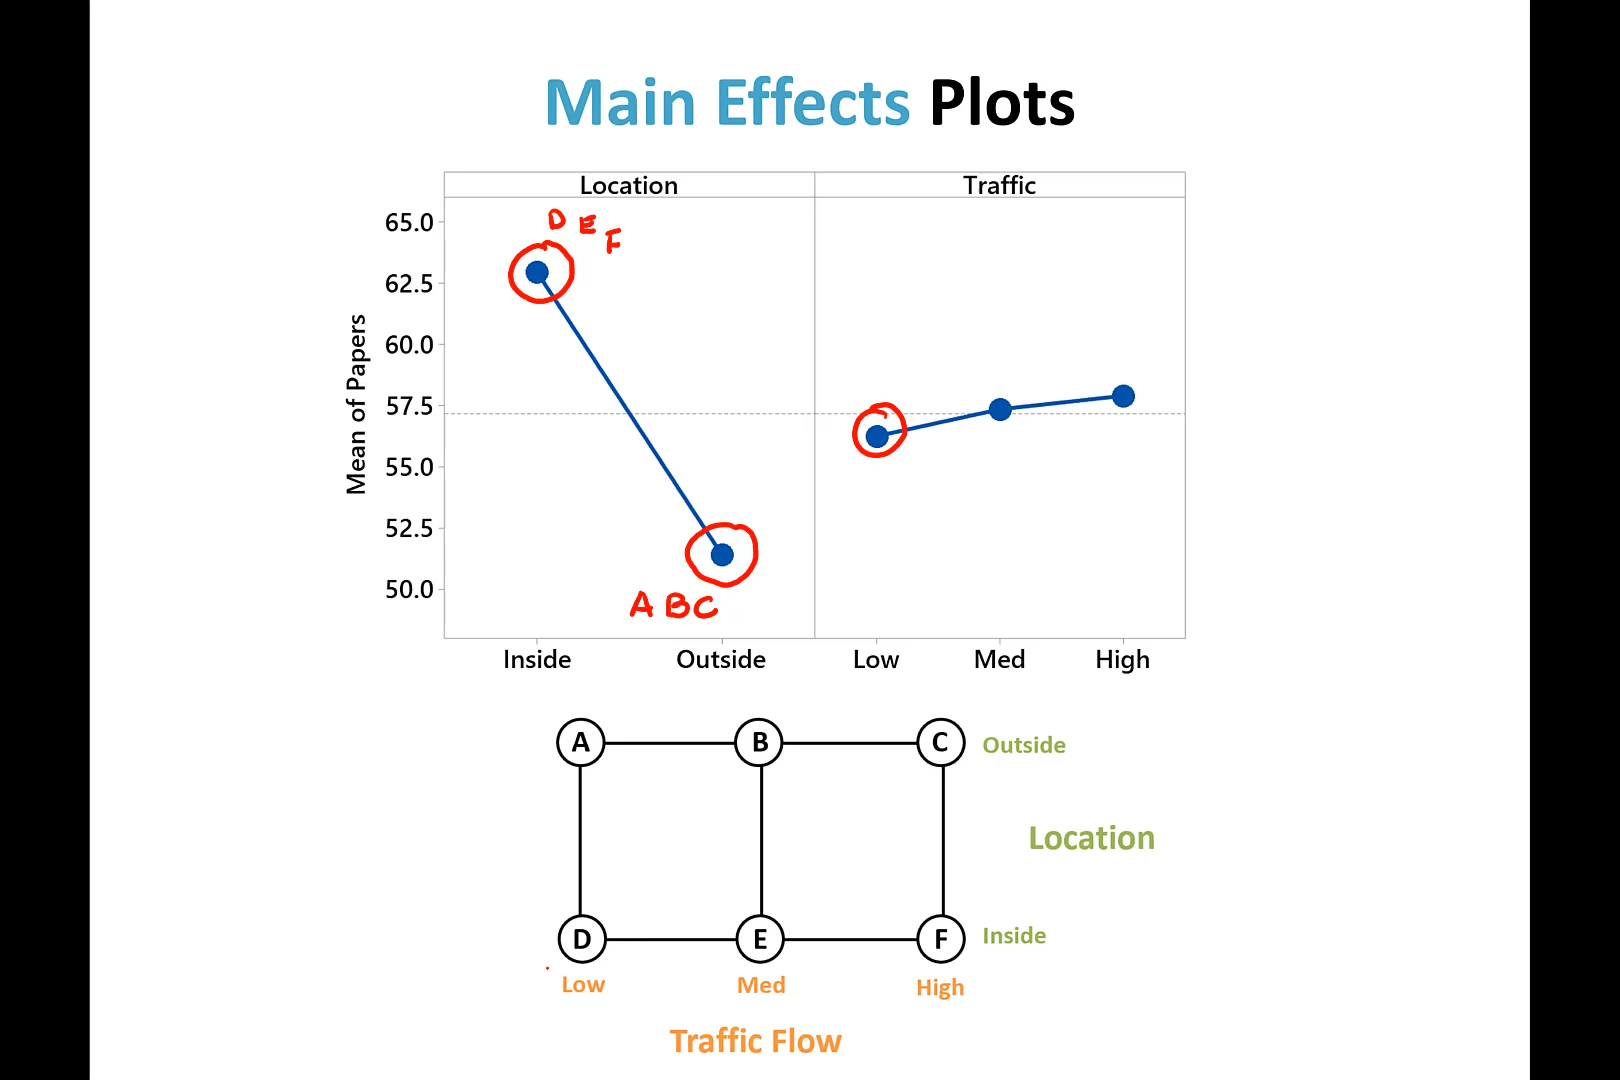 Main Effects Plots
Location Traffic
D E F
65.0
62.5
60.0
57.5
55.0
52.5
50.0
Mean of Papers
A B C
Inside Outside Low Med High
A B C Outside
Location
D E F Inside
Low Med High
Traffic Flow